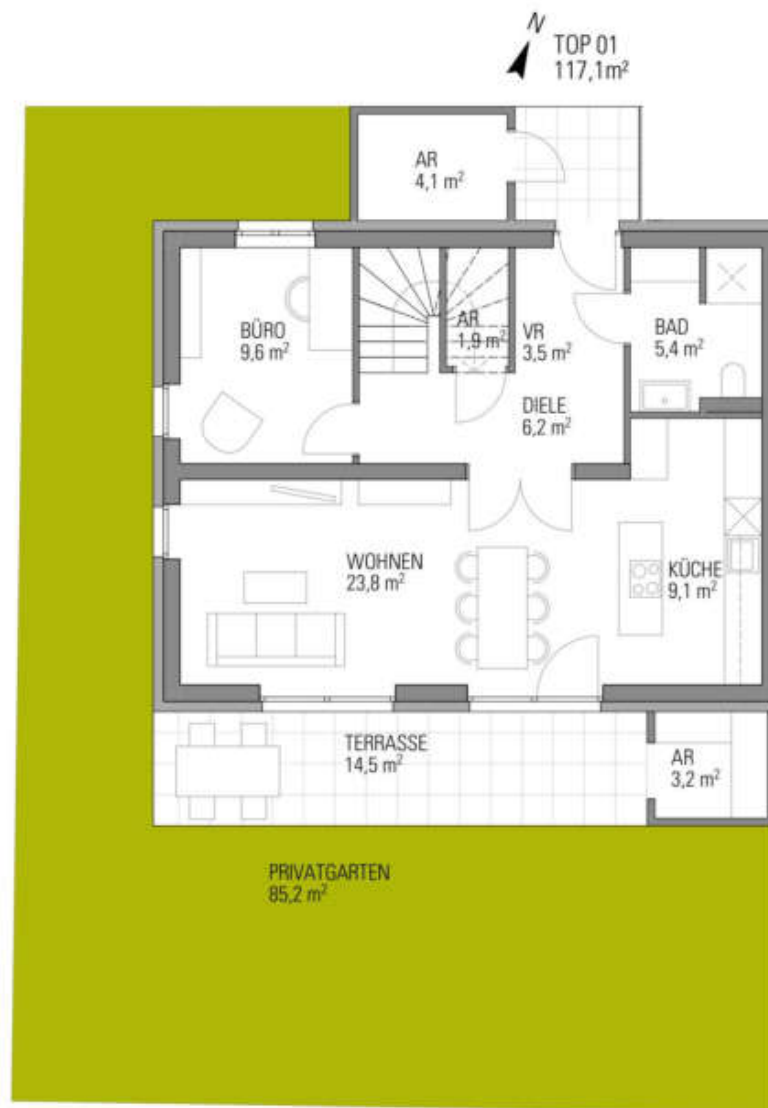 N
TOP 01
117,1m²
AR
4,1 m²
BÜRO
9,6 m²
AR
1,9 m²
VR
3,5 m²
BAD
5,4 m²
DIELE
6,2 m²
WOHNEN
23,8 m²
KÜCHE
9,1 m²
TERRASSE
14,5 m²
AR
3,2 m²
PRIVATGARTEN
85,2 m²